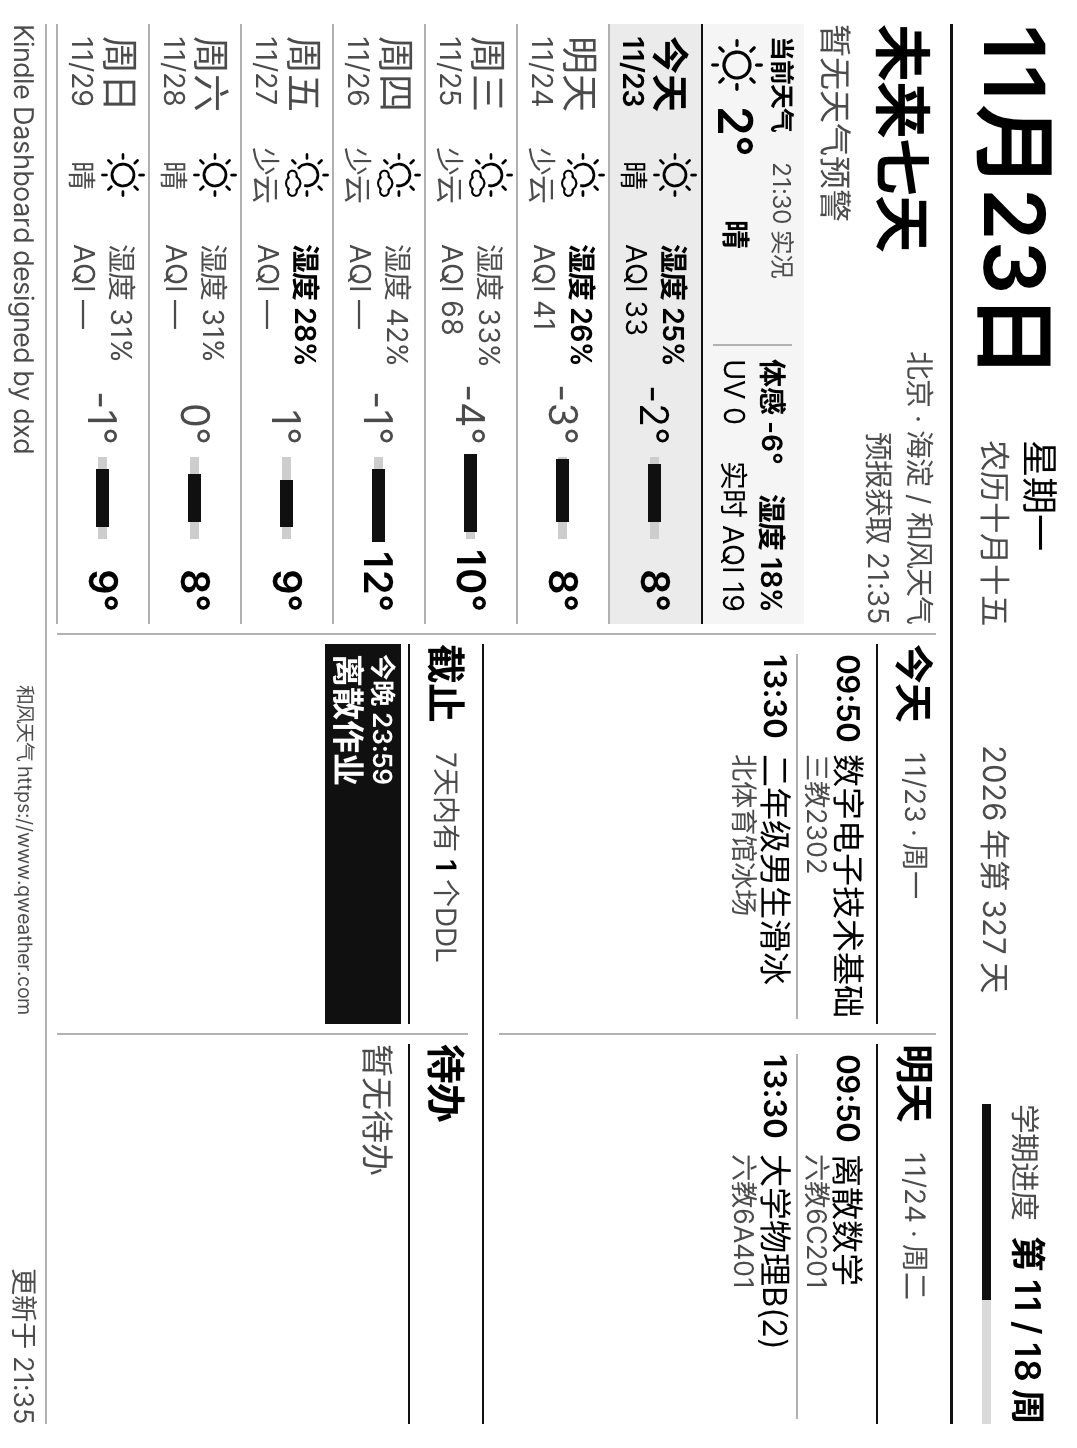 11月23日
星期一
农历十月十五
2026 年第 327 天
学期进度 第 11 / 18 周
未来七天
北京 · 海淀 / 和风天气
预报获取 21:35
暂无天气预警
当前天气 21:30 实况
2° 晴
体感 -6° 湿度 18%
UV 0 实时 AQI 19
今天 湿度 25%
11/23 晴 AQI 33 -2° 8°
明天 湿度 26%
11/24 少云 AQI 41 -3° 8°
周三 湿度 33%
11/25 少云 AQI 68 -4° 10°
周四 湿度 42%
11/26 少云 AQI — -1° 12°
周五 湿度 28%
11/27 少云 AQI — 1° 9°
周六 湿度 31%
11/28 晴 AQI — 0° 8°
周日 湿度 31%
11/29 晴 AQI — -1° 9°
今天 11/23 · 周一
09:50 数字电子技术基础
三教2302
13:30 二年级男生滑冰
北体育馆冰场
明天 11/24 · 周二
09:50 离散数学
六教6C201
13:30 大学物理B(2)
六教6A401
截止 7天内有 1 个DDL
今晚 23:59
离散作业
待办
暂无待办
Kindle Dashboard designed by dxd
和风天气 https://www.qweather.com
更新于 21:35